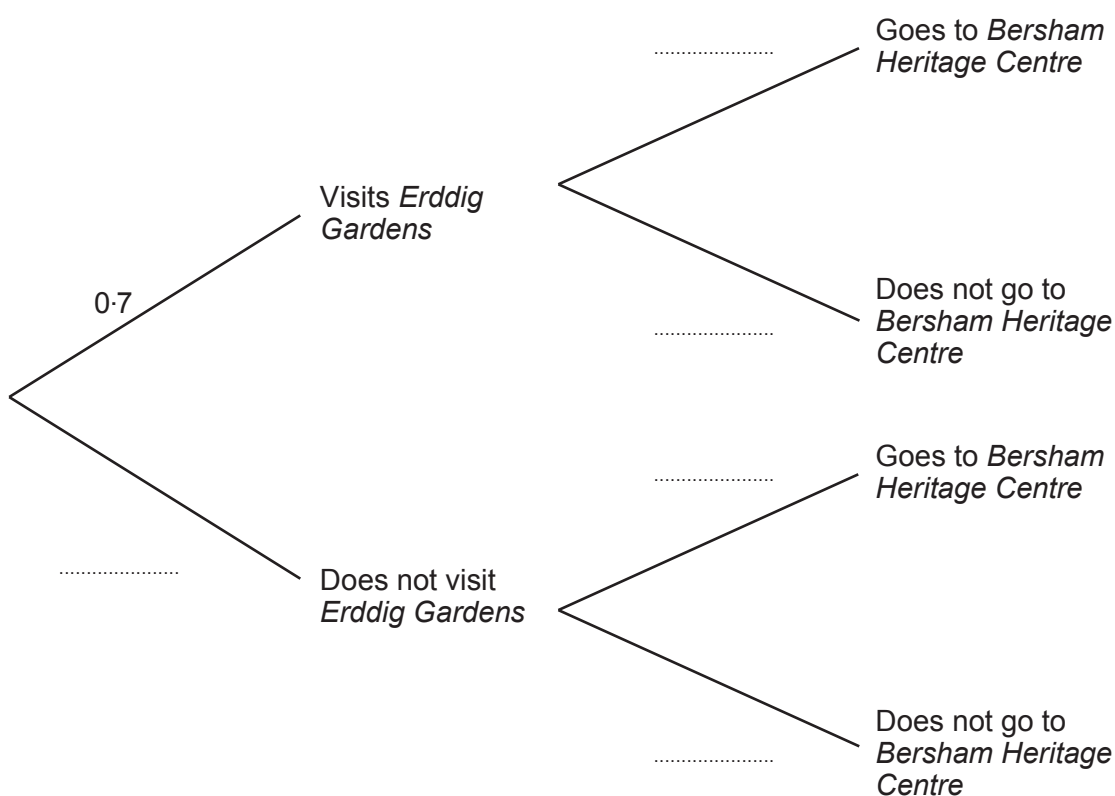 Goes to Bersham
Heritage Centre
Visits Erddig
Gardens
0·7
Does not go to
Bersham Heritage
Centre
Goes to Bersham
Heritage Centre
Does not visit
Erddig Gardens
Does not go to
Bersham Heritage
Centre